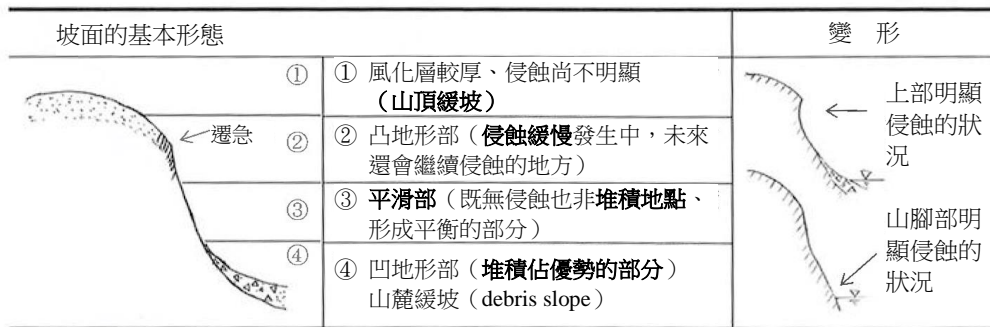 坡面的基本形態
變 形
①
②
③
④
遷急
① 風化層較厚、侵蝕尚不明顯
（山頂緩坡）
② 凸地形部（侵蝕緩慢發生中，未來
還會繼續侵蝕的地方）
③ 平滑部（既無侵蝕也非堆積地點、
形成平衡的部分）
④ 凹地形部（堆積佔優勢的部分）
山麓緩坡（debris slope）
上部明顯
侵蝕的狀
況
山腳部明
顯侵蝕的
狀況